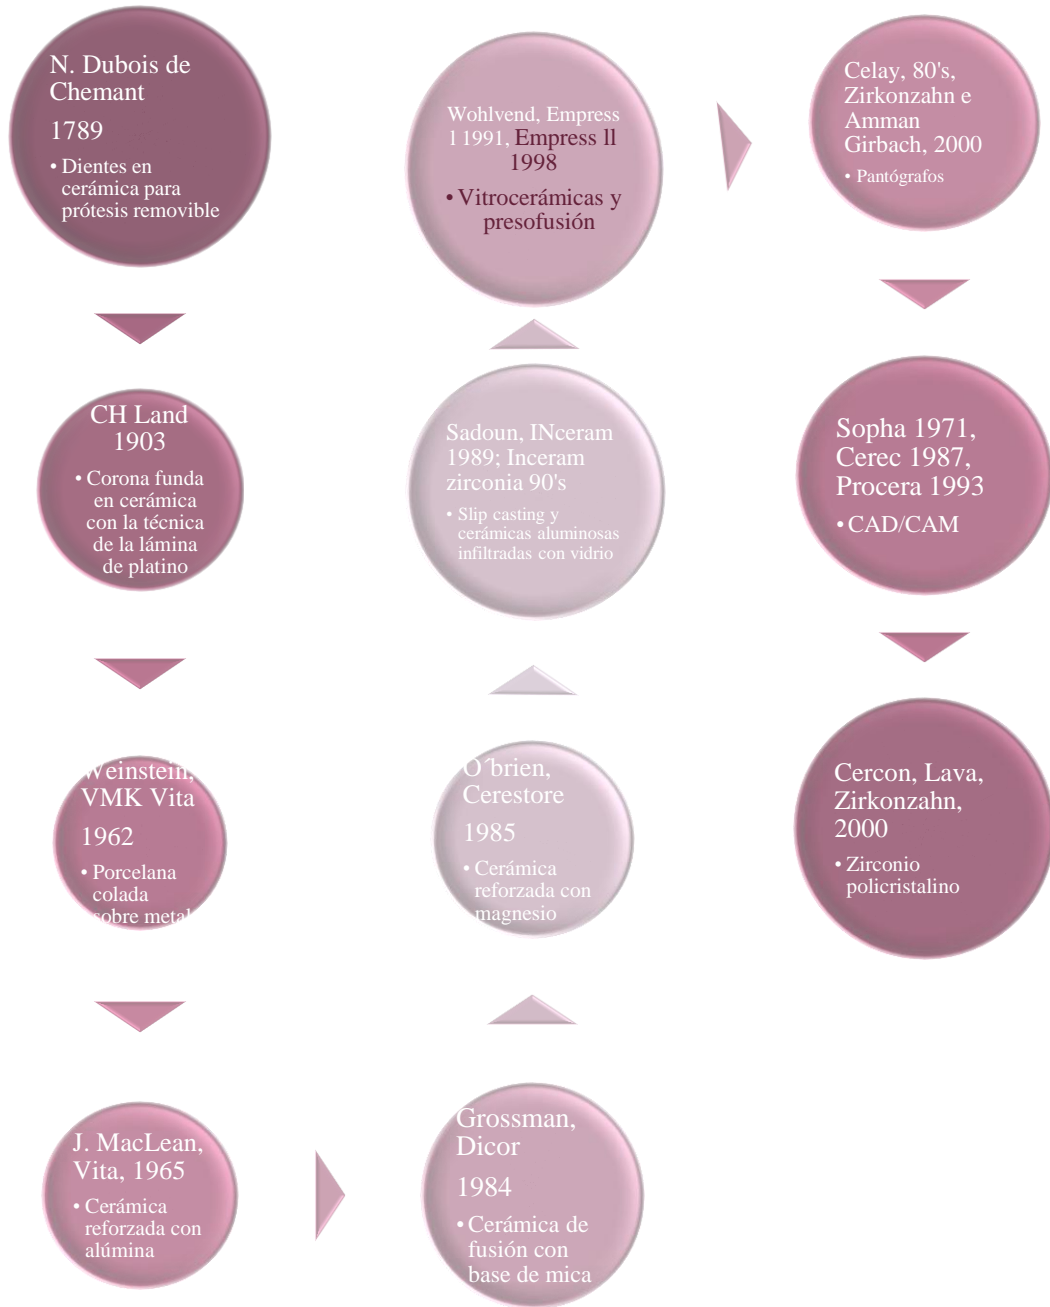 N. Dubois de
Chemant
1789
• Dientes en
cerámica para
prótesis removible
CH Land
1903
• Corona funda
en cerámica
con la técnica
de la lámina
de platino
Weinstein,
VMK Vita
1962
• Porcelana
colada
sobre metal
J. MacLean,
Vita, 1965
• Cerámica
reforzada con
alúmina
Grossman,
Dicor
1984
• Cerámica de
fusión con
base de mica
O´brien,
Cerestore
1985
• Cerámica
reforzada con
magnesio
Sadoun, INceram
1989; Inceram
zirconia 90's
• Slip casting y
cerámicas aluminosas
infiltradas con vidrio
Wohlvend, Empress
l 1991, Empress ll
1998
• Vitrocerámicas y
presofusión
Celay, 80's,
Zirkonzahn e
Amman
Girbach, 2000
• Pantógrafos
Sopha 1971,
Cerec 1987,
Procera 1993
• CAD/CAM
Cercon, Lava,
Zirkonzahn,
2000
• Zirconio
policristalino